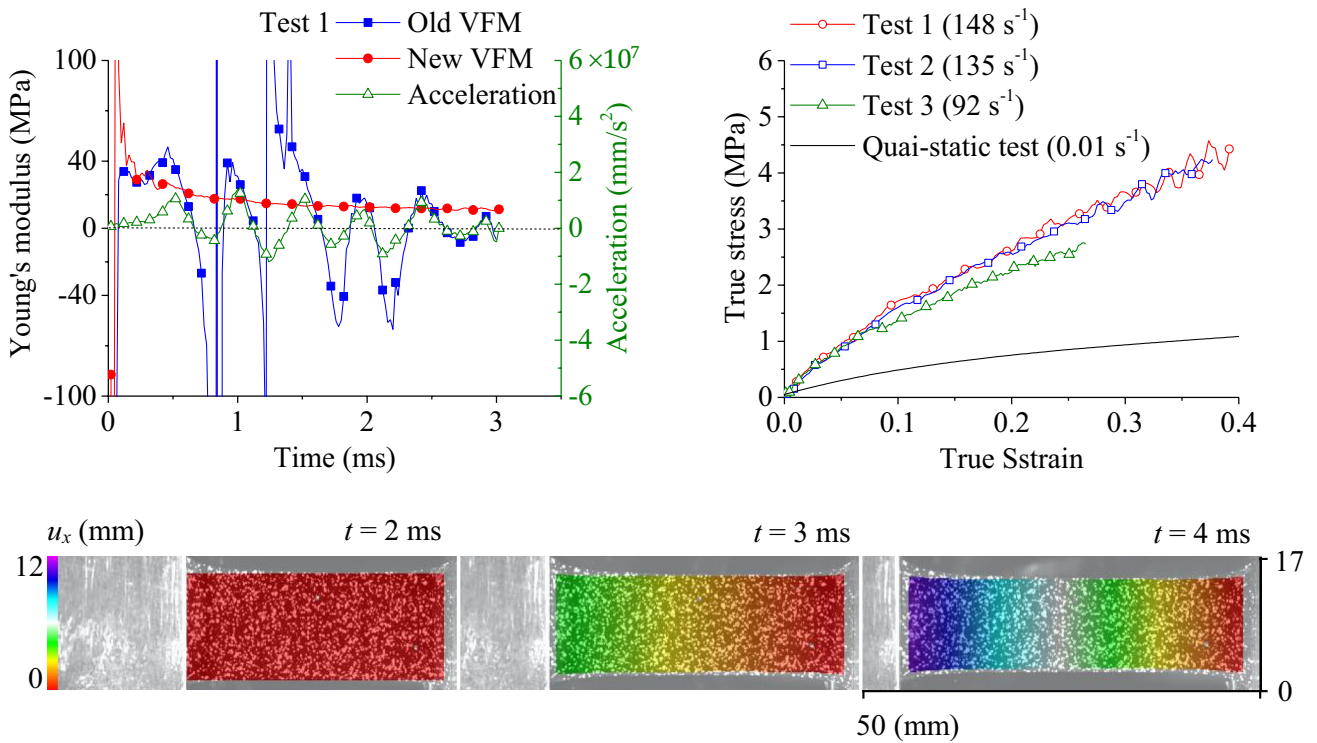 Test 1
Old VFM
New VFM
Acceleration
100
40
0
-40
-100
Young's modulus (MPa)
6 ×10⁷
4
2
0
-2
-4
-6
Acceleration (mm/s²)
0
1
2
3
Time (ms)
Test 1 (148 s⁻¹)
Test 2 (135 s⁻¹)
Test 3 (92 s⁻¹)
Quai-static test (0.01 s⁻¹)
6
5
4
3
2
1
0
True stress (MPa)
0.0
0.1
0.2
0.3
0.4
True Sstrain
uₓ (mm)
t = 2 ms
t = 3 ms
t = 4 ms
12
0
17
0
50 (mm)